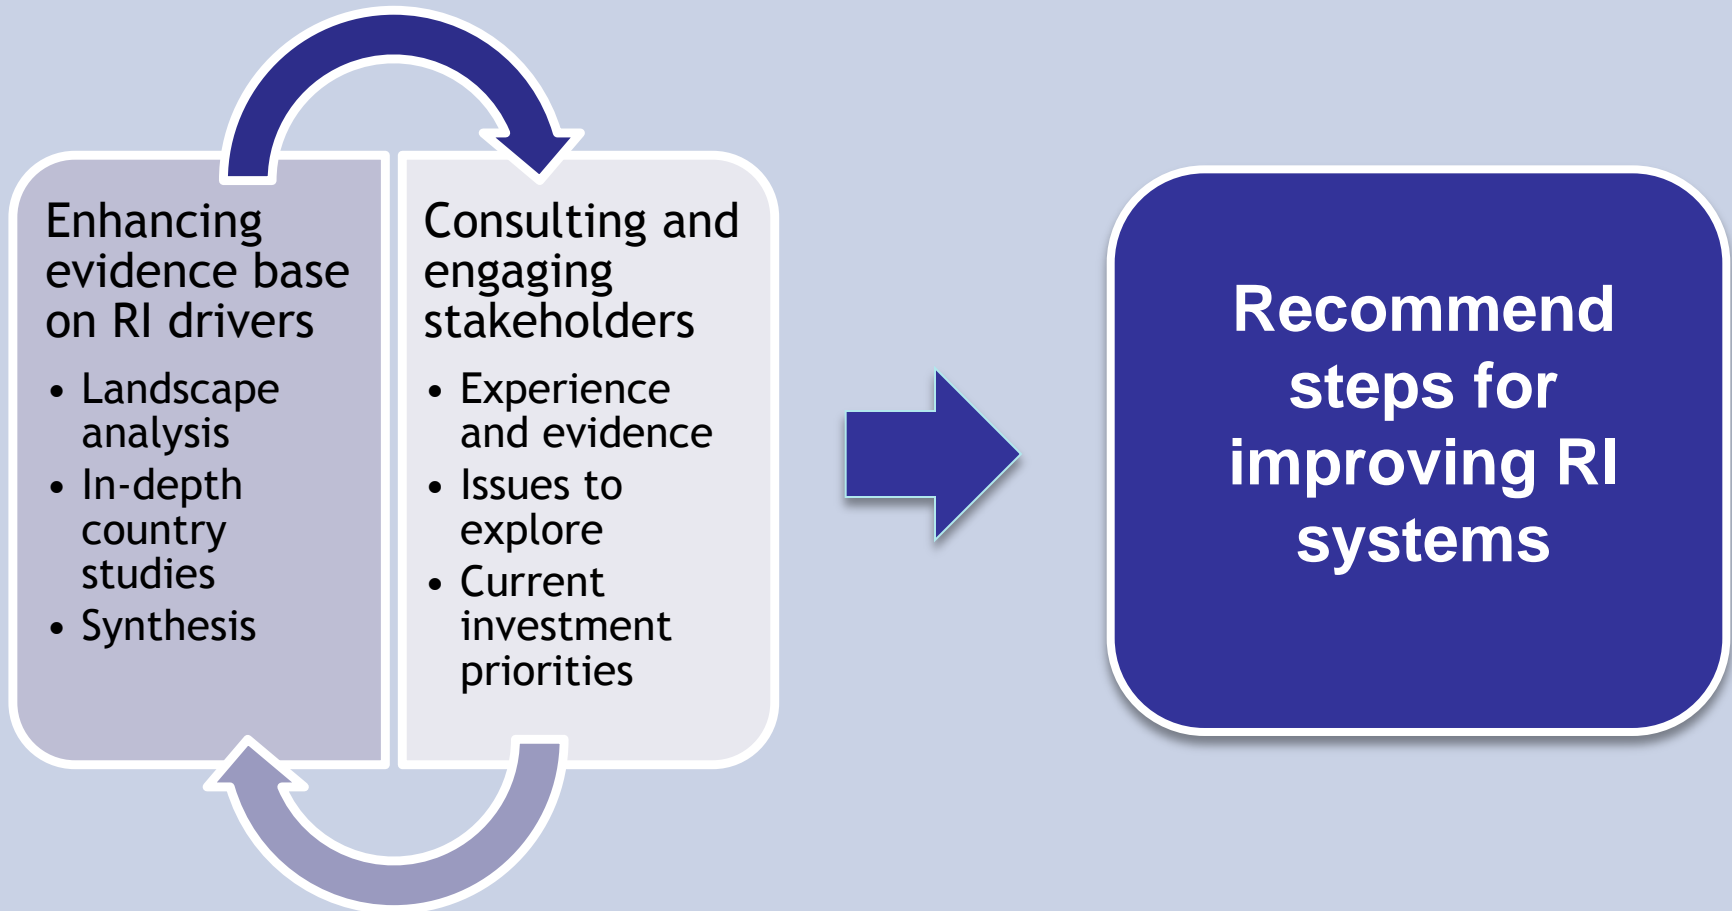 Enhancing
evidence base
on RI drivers
• Landscape
analysis
• In-depth
country
studies
• Synthesis
Consulting and
engaging
stakeholders
• Experience
and evidence
• Issues to
explore
• Current
investment
priorities
Recommend
steps for
improving RI
systems